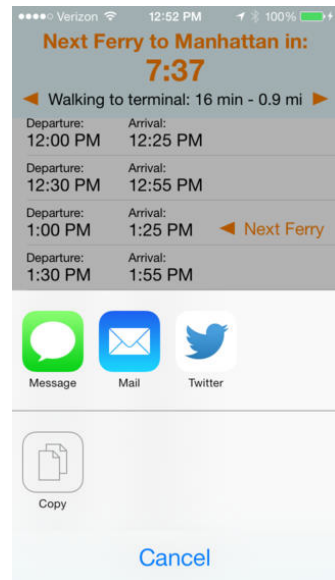 Verizon 12:52 PM 100%
Next Ferry to Manhattan in:
7:37
Walking to terminal: 16 min - 0.9 mi
Departure: Arrival:
12:00 PM 12:25 PM
Departure: Arrival:
12:30 PM 12:55 PM
Departure: Arrival:
1:00 PM 1:25 PM Next Ferry
Departure: Arrival:
1:30 PM 1:55 PM
Message Mail Twitter
Copy
Cancel